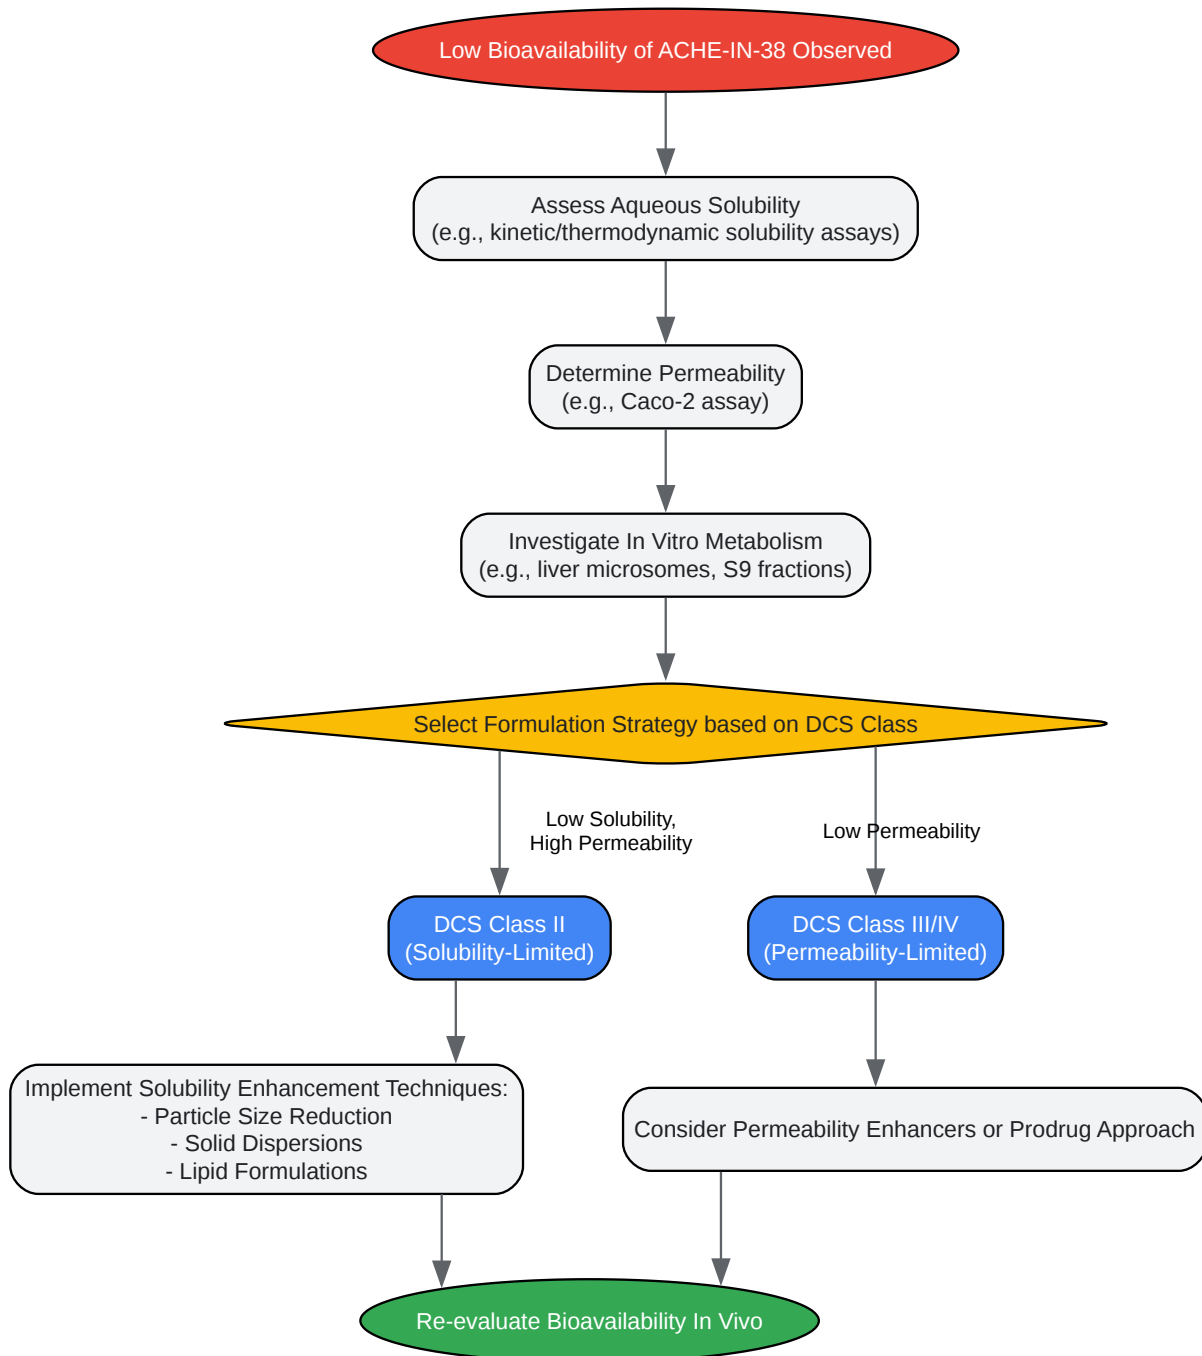 Low Bioavailability of ACHE-IN-38 Observed
Assess Aqueous Solubility
(e.g., kinetic/thermodynamic solubility assays)
Determine Permeability
(e.g., Caco-2 assay)
Investigate In Vitro Metabolism
(e.g., liver microsomes, S9 fractions)
Select Formulation Strategy based on DCS Class
Low Solubility,
High Permeability
Low Permeability
DCS Class II
(Solubility-Limited)
DCS Class III/IV
(Permeability-Limited)
Implement Solubility Enhancement Techniques:
- Particle Size Reduction
- Solid Dispersions
- Lipid Formulations
Consider Permeability Enhancers or Prodrug Approach
Re-evaluate Bioavailability In Vivo